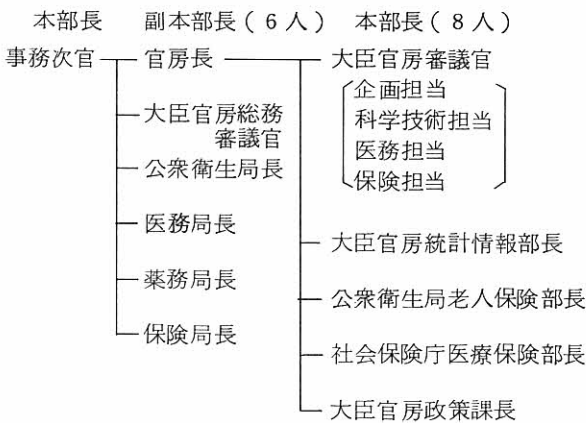 本部長 副本部長(6人) 本部長(8人)
事務次官 官房長 大臣官房審議官
企画担当
科学技術担当
医務担当
保険担当
大臣官房総務
審議官
公衆衛生局長
医務局長
薬務局長
保険局長
大臣官房統計情報部長
公衆衛生局老人保険部長
社会保険庁医療保険部長
大臣官房政策課長